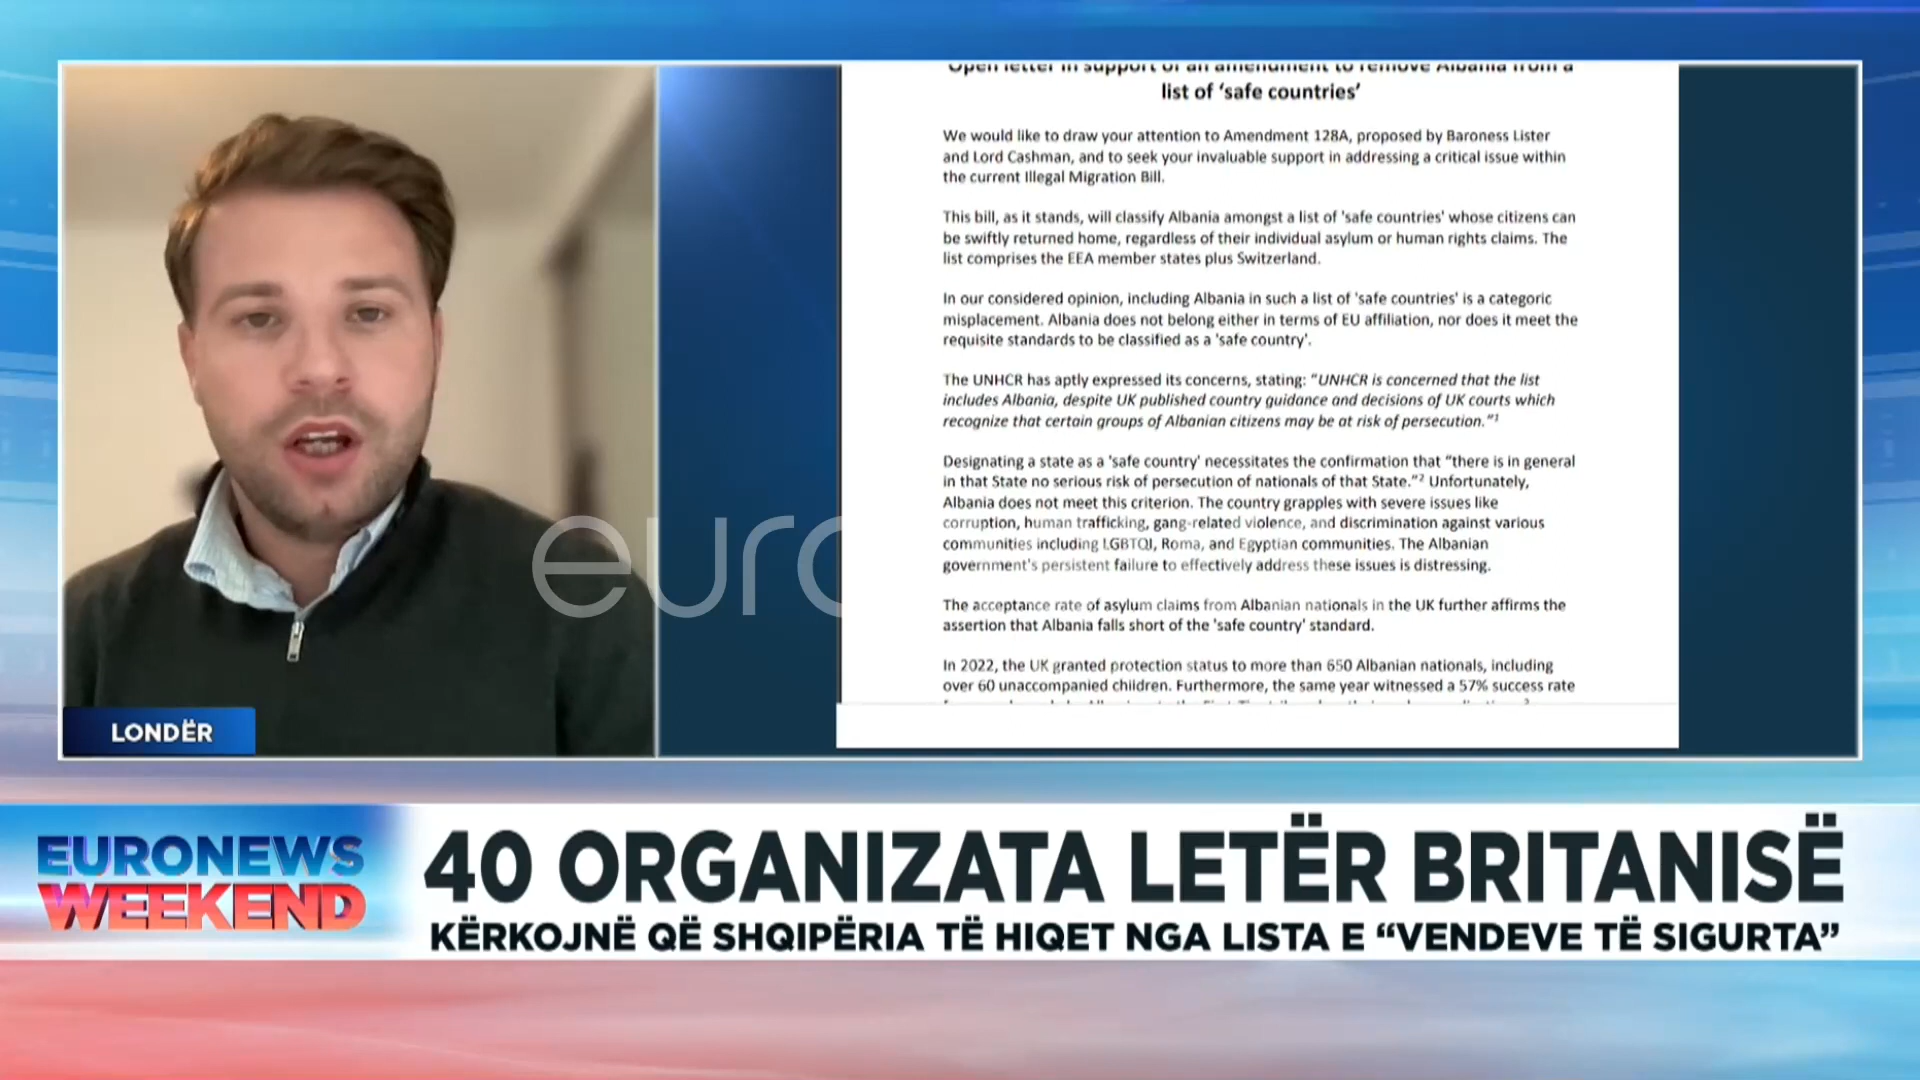 Open letter in support of an amendment to remove Albania from a
list of ‘safe countries’
We would like to draw your attention to Amendment 128A, proposed by Baroness Lister
and Lord Cashman, and to seek your invaluable support in addressing a critical issue within
the current Illegal Migration Bill.
This bill, as it stands, will classify Albania amongst a list of 'safe countries' whose citizens can
be swiftly returned home, regardless of their individual asylum or human rights claims. The
list comprises the EEA member states plus Switzerland.
In our considered opinion, including Albania in such a list of 'safe countries' is a categoric
misplacement. Albania does not belong either in terms of EU affiliation, nor does it meet the
requisite standards to be classified as a 'safe country'.
The UNHCR has aptly expressed its concerns, stating: “UNHCR is concerned that the list
includes Albania, despite UK published country guidance and decisions of UK courts which
recognize that certain groups of Albanian citizens may be at risk of persecution.”¹
Designating a state as a 'safe country' necessitates the confirmation that “there is in general
in that State no serious risk of persecution of nationals of that State.”² Unfortunately,
Albania does not meet this criterion. The country grapples with severe issues like
corruption, human trafficking, gang-related violence, and discrimination against various
communities including LGBTQI, Roma, and Egyptian communities. The Albanian
government's persistent failure to effectively address these issues is distressing.
The acceptance rate of asylum claims from Albanian nationals in the UK further affirms the
assertion that Albania falls short of the 'safe country' standard.
In 2022, the UK granted protection status to more than 650 Albanian nationals, including
over 60 unaccompanied children. Furthermore, the same year witnessed a 57% success rate
euro
LONDËR
EURONEWS
WEEKEND
40 ORGANIZATA LETËR BRITANISË
KËRKOJNË QË SHQIPËRIA TË HIQET NGA LISTA E “VENDEVE TË SIGURTA”